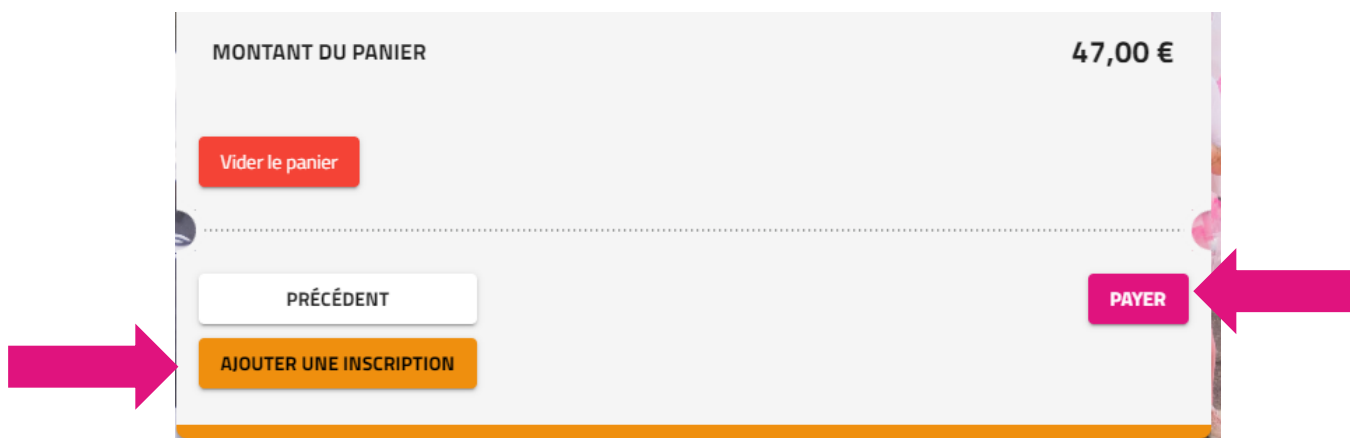 MONTANT DU PANIER 47,00 €
Vider le panier
PRÉCÉDENT PAYER
AJOUTER UNE INSCRIPTION